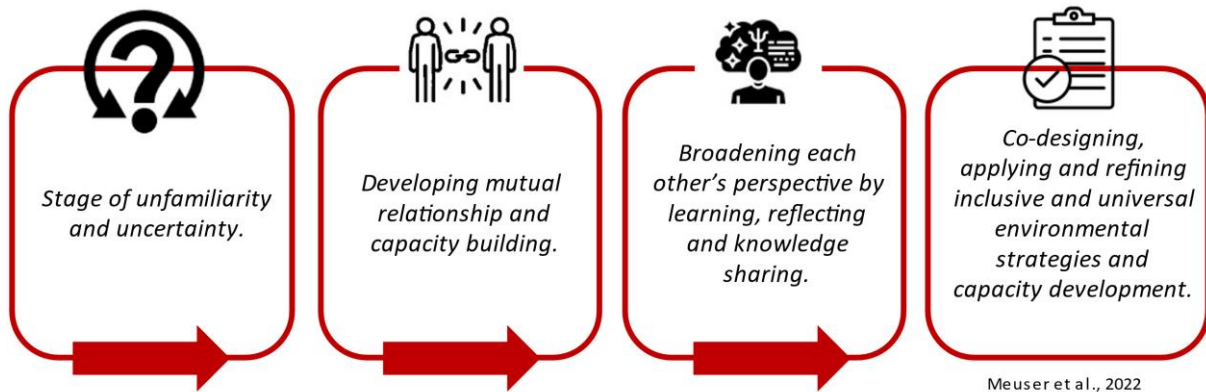 Stage of unfamiliarity
and uncertainty.
Developing mutual
relationship and
capacity building.
Broadening each
other’s perspective by
learning, reflecting
and knowledge
sharing.
Co-designing,
applying and refining
inclusive and universal
environmental
strategies and
capacity development.
Meuser et al., 2022